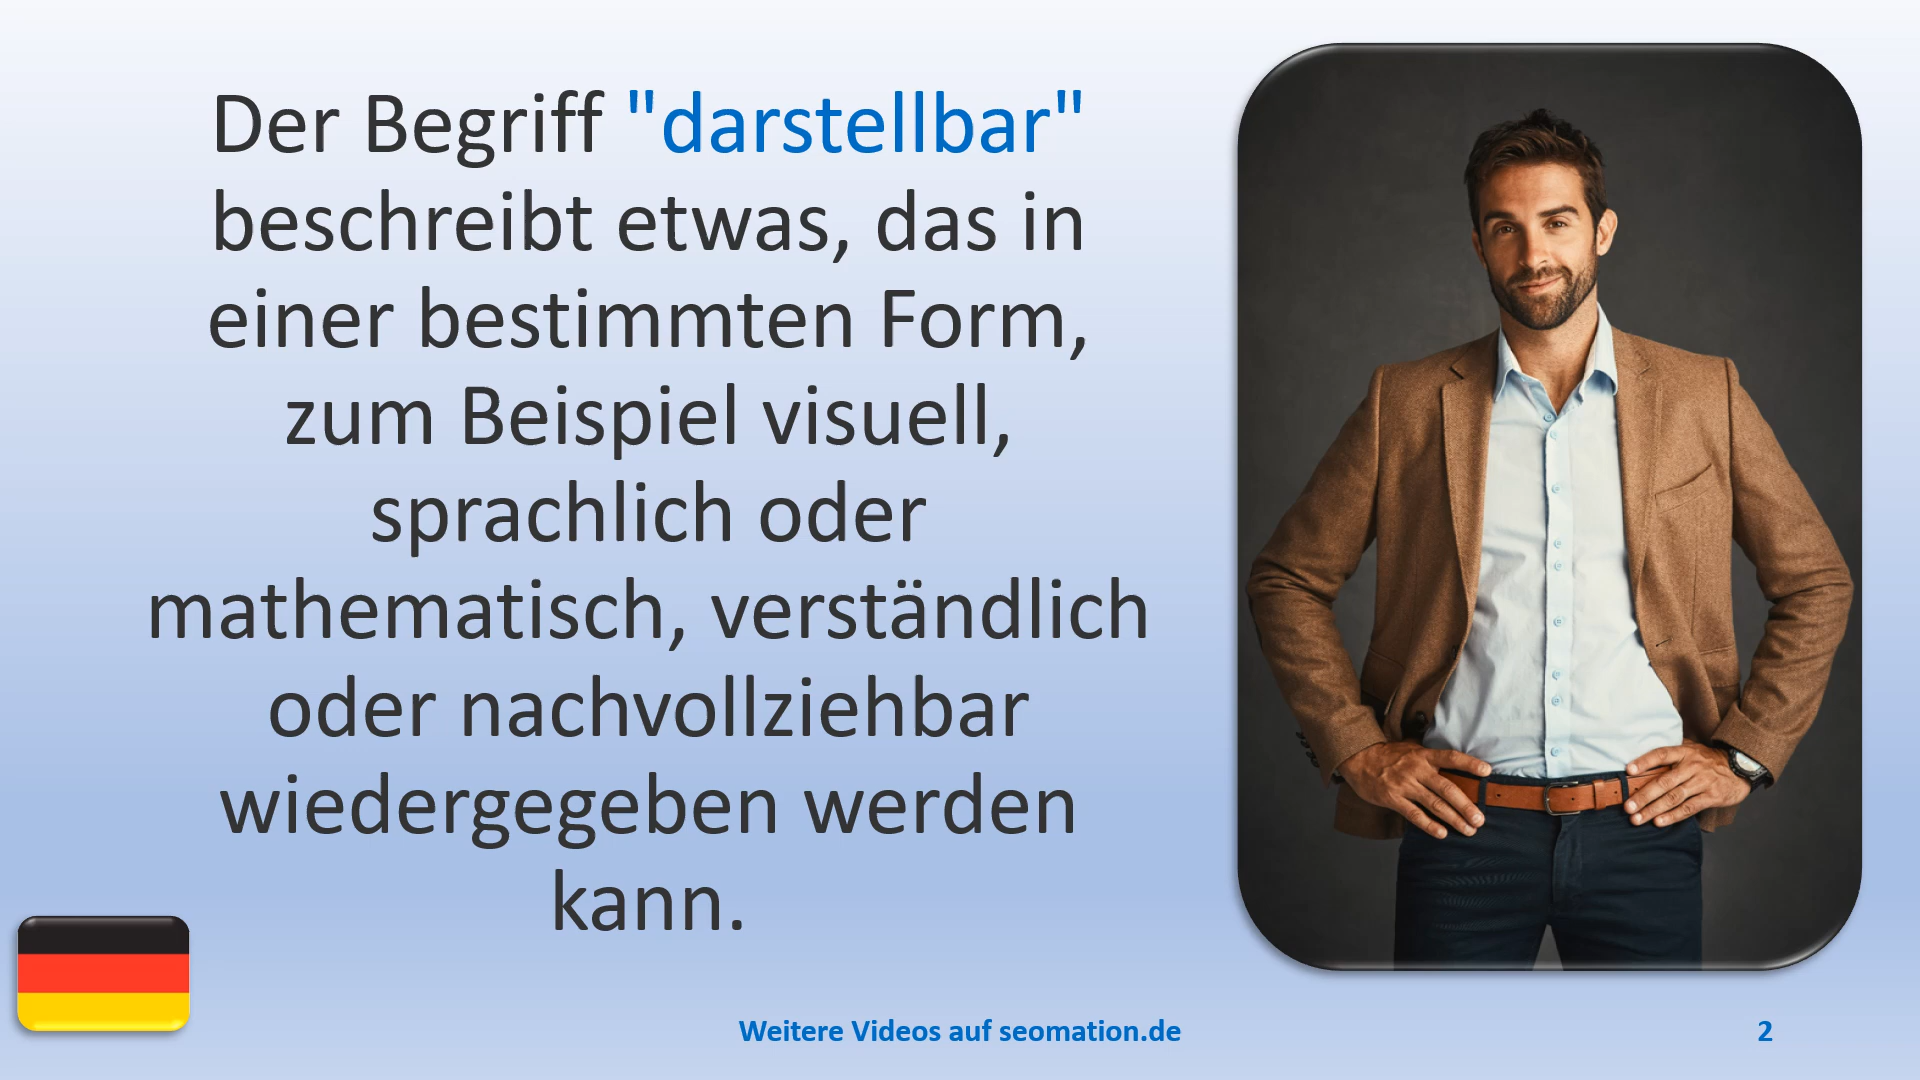 Der Begriff "darstellbar"
beschreibt etwas, das in
einer bestimmten Form,
zum Beispiel visuell,
sprachlich oder
mathematisch, verständlich
oder nachvollziehbar
wiedergegeben werden
kann.
Weitere Videos auf seomation.de
2